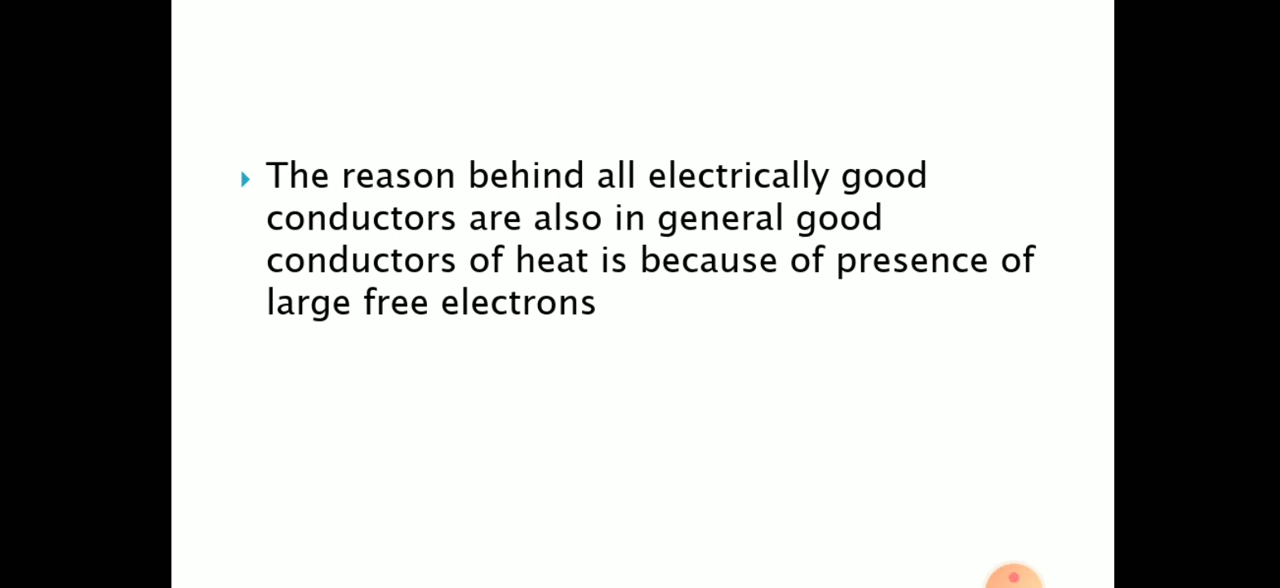 The reason behind all electrically good
conductors are also in general good
conductors of heat is because of presence of
large free electrons